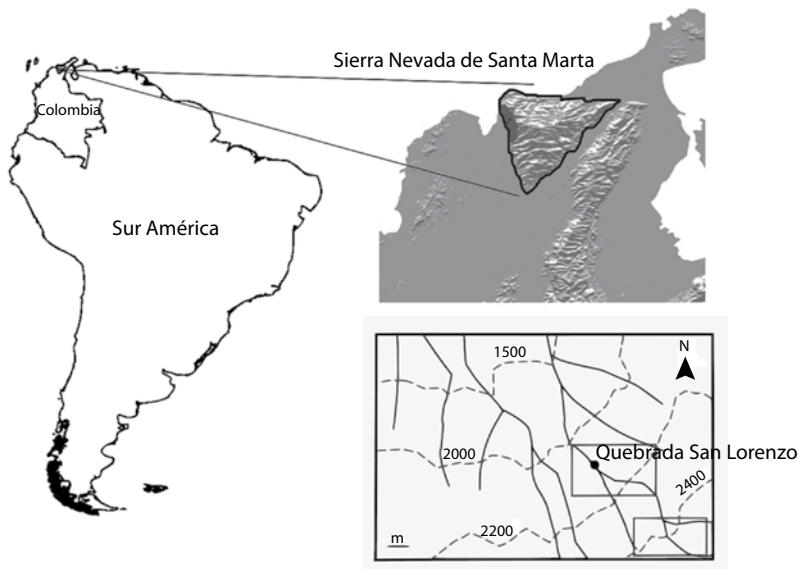 Sierra Nevada de Santa Marta
Colombia
Sur América
N
1500
Quebrada San Lorenzo
2000
2400
2200
m